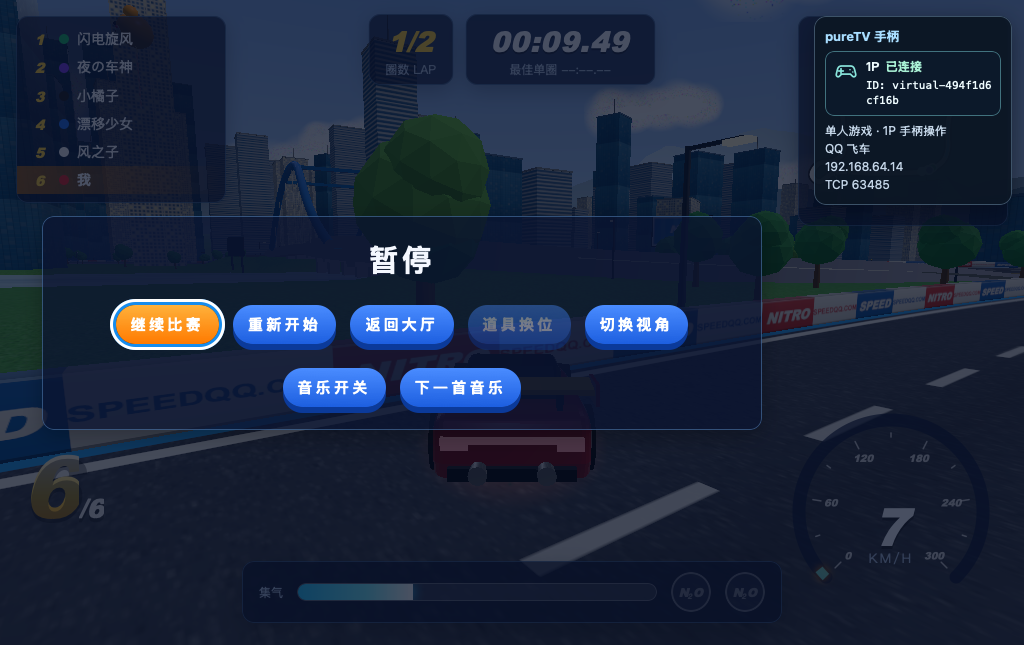 1 闪电旋风
2 夜の车神
3 小橘子
4 漂移少女
5 风之子
6 我
1/2
圈数 LAP
00:09.49
最佳单圈 --:--.--
pureTV 手柄
1P 已连接
ID: virtual-494f1d6
cf16b
单人游戏 · 1P 手柄操作
QQ 飞车
192.168.64.14
TCP 63485
暂停
继续比赛
重新开始
返回大厅
道具换位
切换视角
音乐开关
下一首音乐
NITRO
SPEEDQQ.COM
SPEED
NITRO
SPEED
SPEEDQQ.COM
NITRO
6/6
0
60
120
180
240
300
7
KM/H
集气
N₂O
N₂O